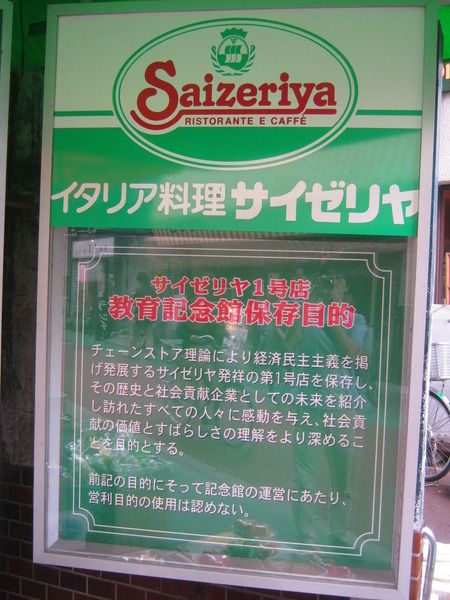 Saizeriya
RISTORANTE E CAFFÈ
イタリア料理 サイゼリヤ
サイゼリヤ1号店
教育記念館保存目的
チェーンストア理論により経済民主主義を掲
げ発展するサイゼリヤ発祥の第1号店を保存し、
その歴史と社会貢献企業としての未来を紹介
し訪れたすべての人々に感動を与え、社会貢
献の価値とすばらしさの理解をより深めるこ
とを目的とする。
前記の目的にそって記念館の運営にあたり、
営利目的の使用は認めない。